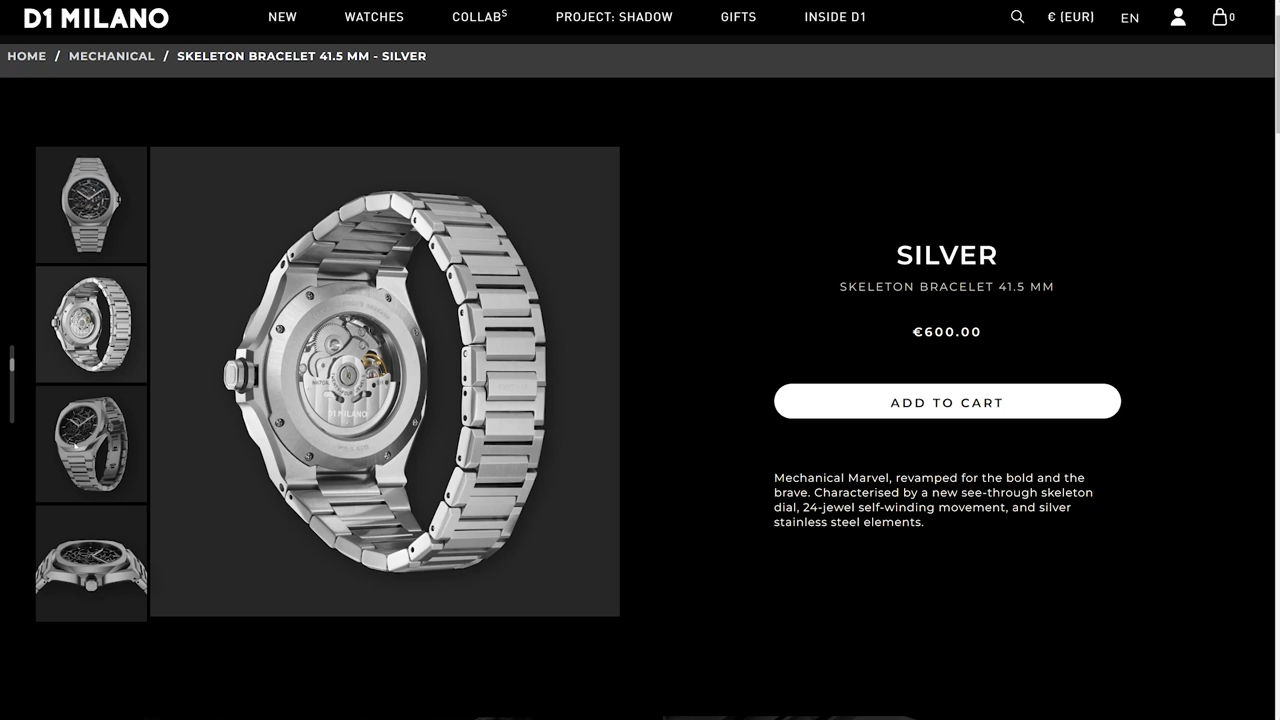 D1 MILANO
NEW
WATCHES
COLLABS
PROJECT: SHADOW
GIFTS
INSIDE D1
€ (EUR)
EN
0
HOME / MECHANICAL / SKELETON BRACELET 41.5 MM - SILVER
D1 MILANO
SILVER
SKELETON BRACELET 41.5 MM
€600.00
ADD TO CART
Mechanical Marvel, revamped for the bold and the
brave. Characterised by a new see-through skeleton
dial, 24-jewel self-winding movement, and silver
stainless steel elements.